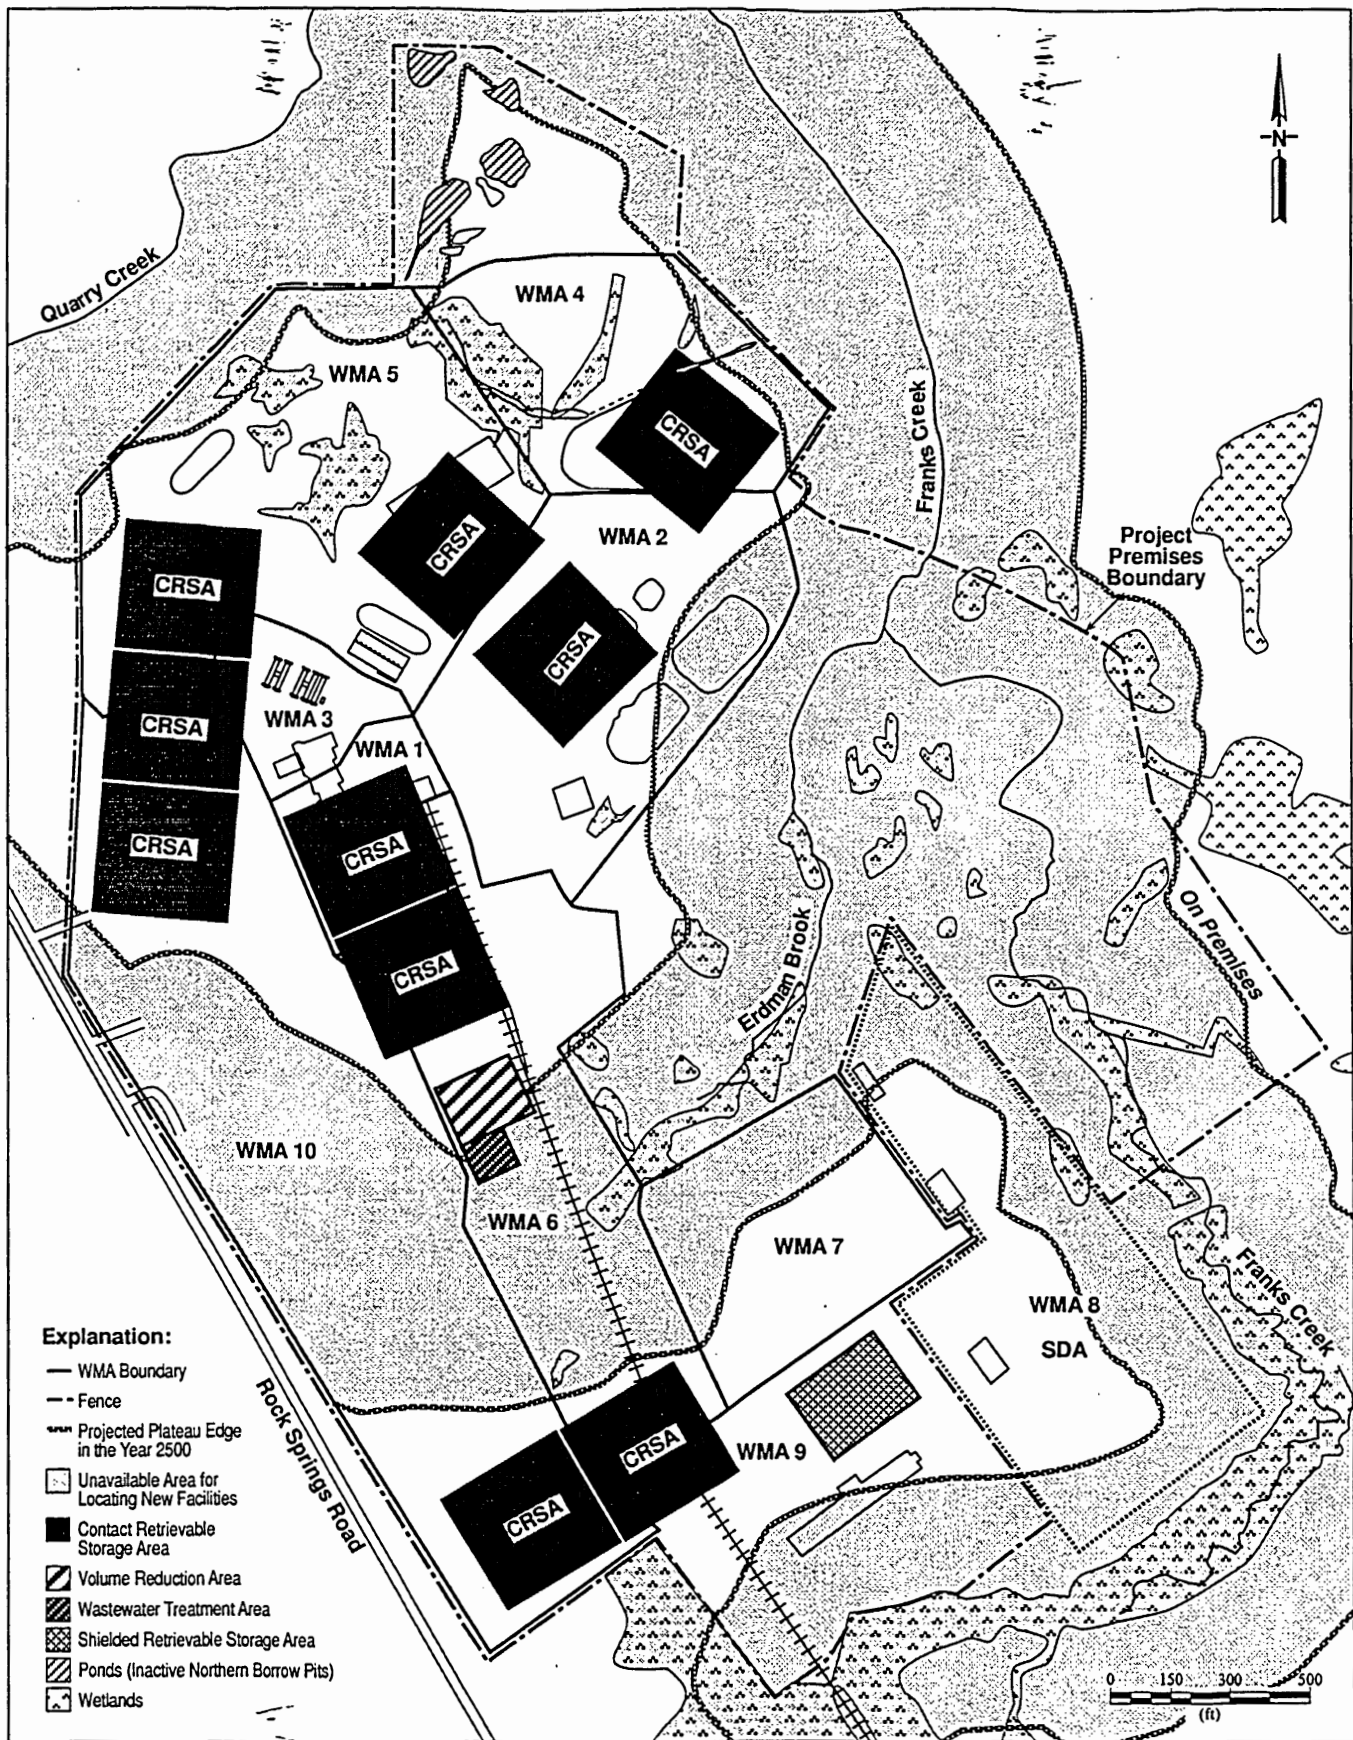 N
Quarry Creek
WMA 4
WMA 5
CRSA
Franks Creek
CRSA
WMA 2
Project
Premises
Boundary
CRSA
CRSA
WMA 3
CRSA
WMA 1
CRSA
CRSA
On Premises
CRSA
Erdman Brook
WMA 10
WMA 6
WMA 7
Franks Creek
WMA 8
SDA
Explanation:
WMA Boundary
Fence
Projected Plateau Edge
in the Year 2500
Unavailable Area for
Locating New Facilities
Contact Retrievable
Storage Area
Volume Reduction Area
Wastewater Treatment Area
Shielded Retrievable Storage Area
Ponds (Inactive Northern Borrow Pits)
Wetlands
Rock Springs Road
CRSA
WMA 9
CRSA
0 150 300 500
(ft)